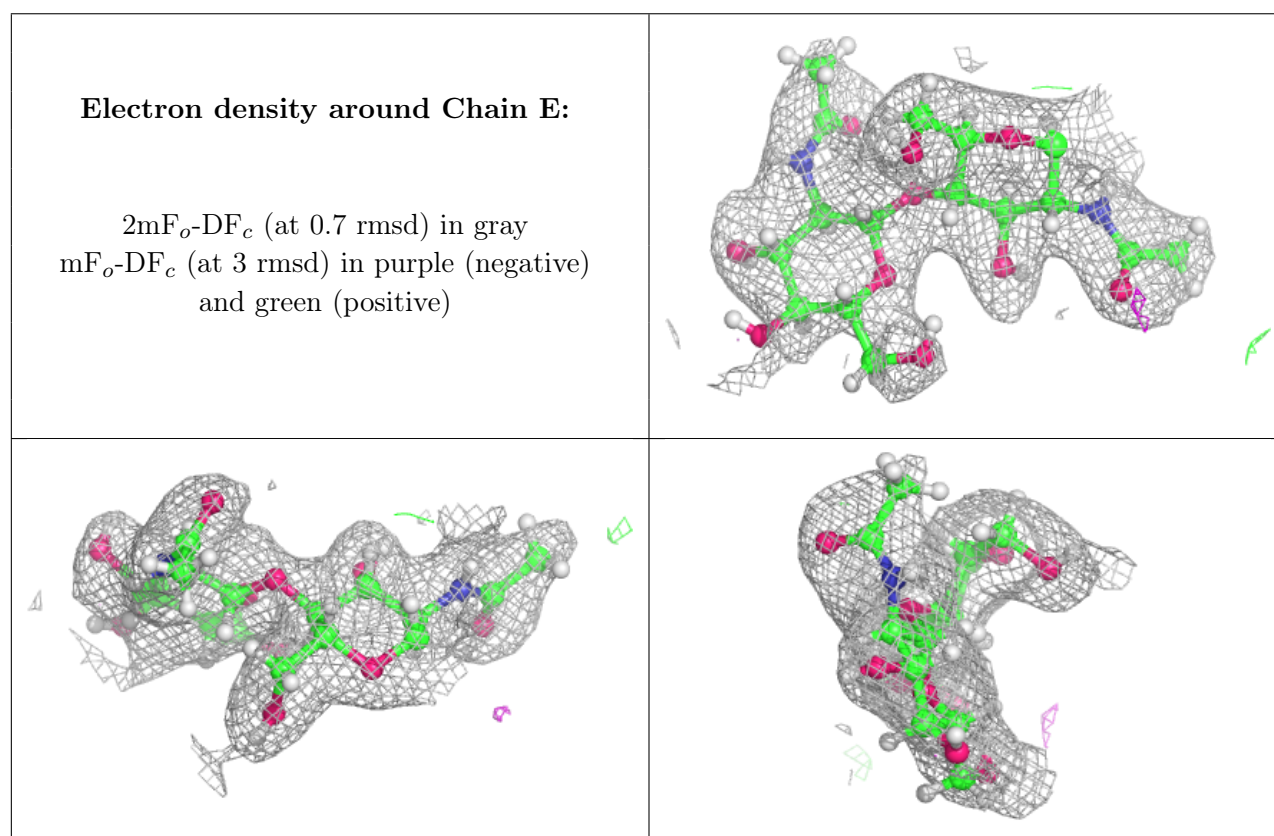 Electron density around Chain E:
2mFo-DFc (at 0.7 rmsd) in gray
mFo-DFc (at 3 rmsd) in purple (negative)
and green (positive)